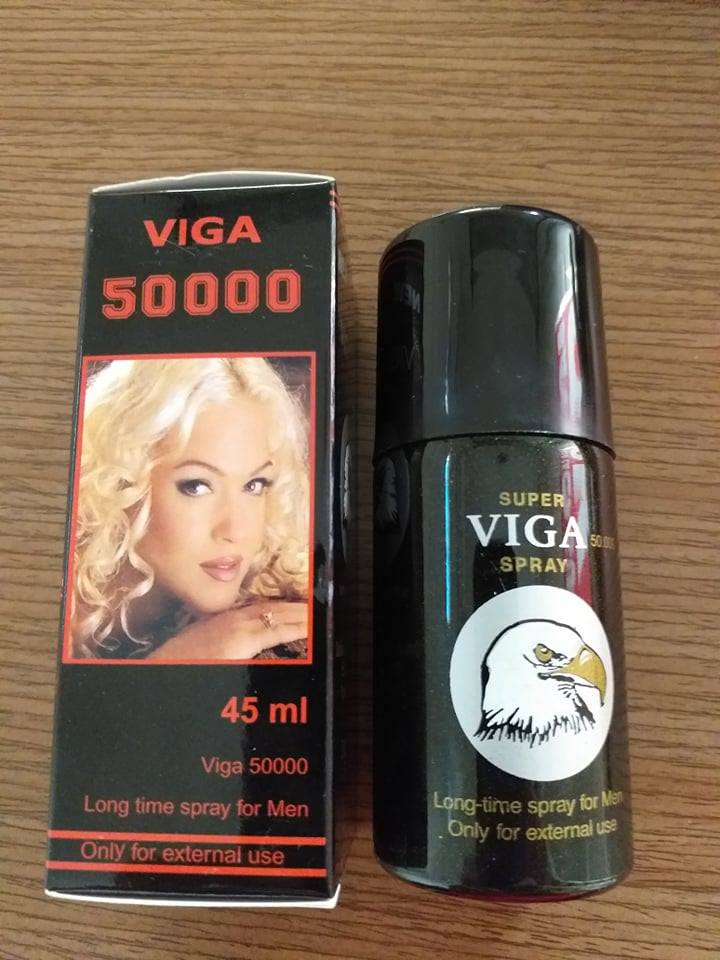 VIGA
50000
45 ml
Viga 50000
Long time spray for Men
Only for external use
SUPER
VIGA
SPRAY
Long-time spray for Men
Only for external use